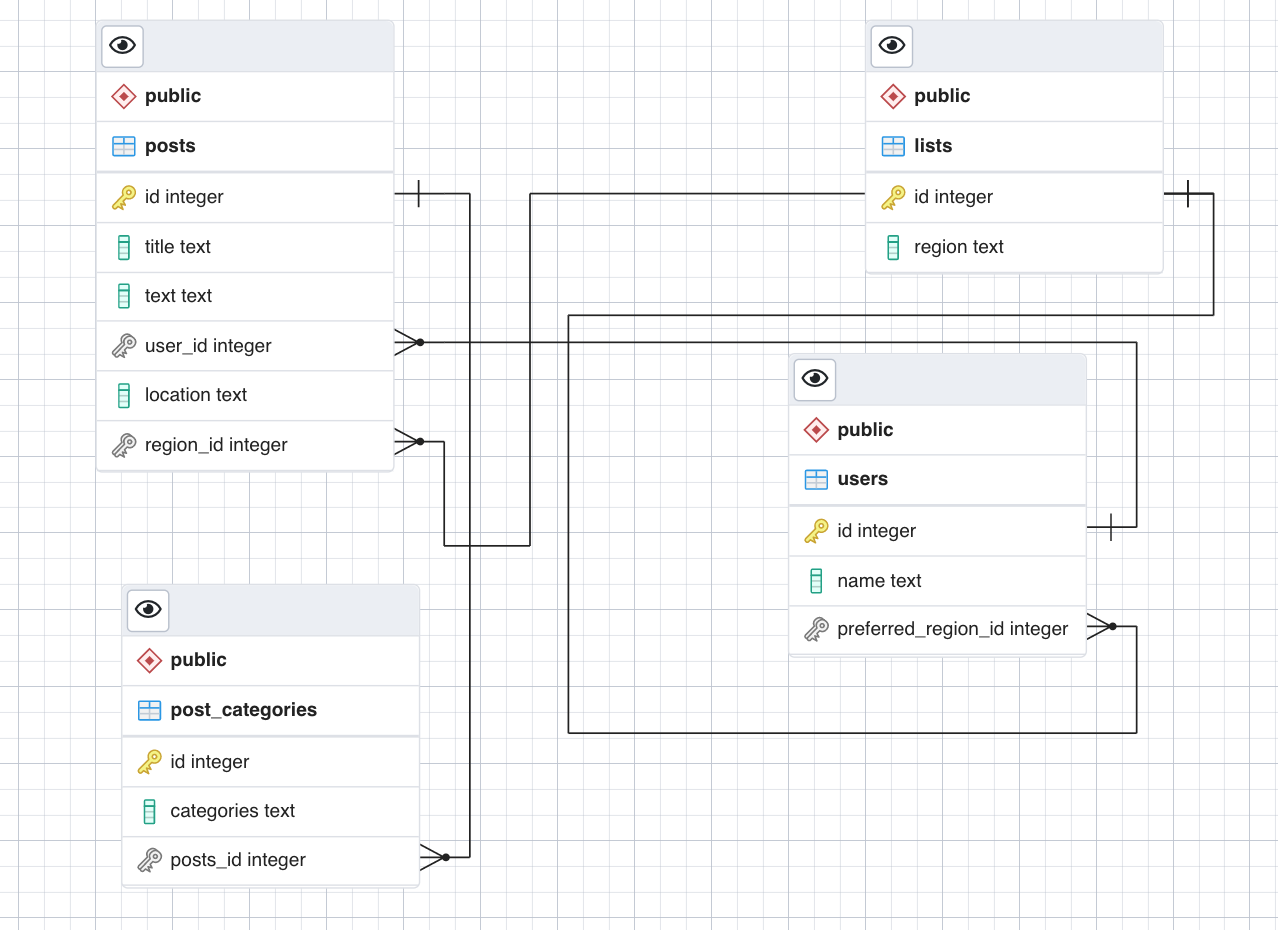 public
posts
id integer
title text
text text
user_id integer
location text
region_id integer
public
lists
id integer
region text
public
users
id integer
name text
preferred_region_id integer
public
post_categories
id integer
categories text
posts_id integer